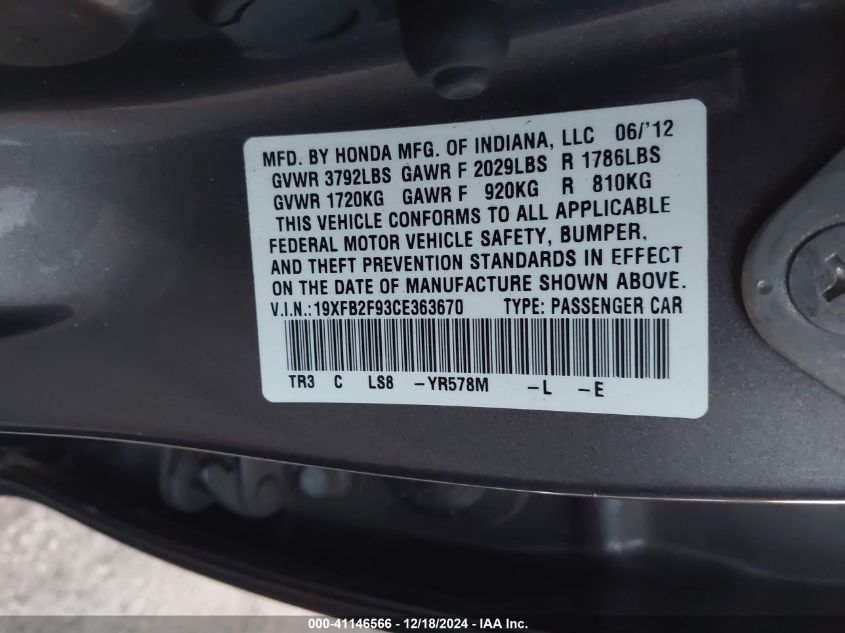 MFD. BY HONDA MFG. OF INDIANA, LLC 06/'12
GVWR 3792LBS GAWR F 2029LBS R 1786LBS
GVWR 1720KG GAWR F 920KG R 810KG
THIS VEHICLE CONFORMS TO ALL APPLICABLE
FEDERAL MOTOR VEHICLE SAFETY, BUMPER,
AND THEFT PREVENTION STANDARDS IN EFFECT
ON THE DATE OF MANUFACTURE SHOWN ABOVE.
V.I.N.:19XFB2F93CE363670 TYPE: PASSENGER CAR
TR3 C LS8 -YR578M -L -E
000-41146566 - 12/18/2024 - IAA Inc.